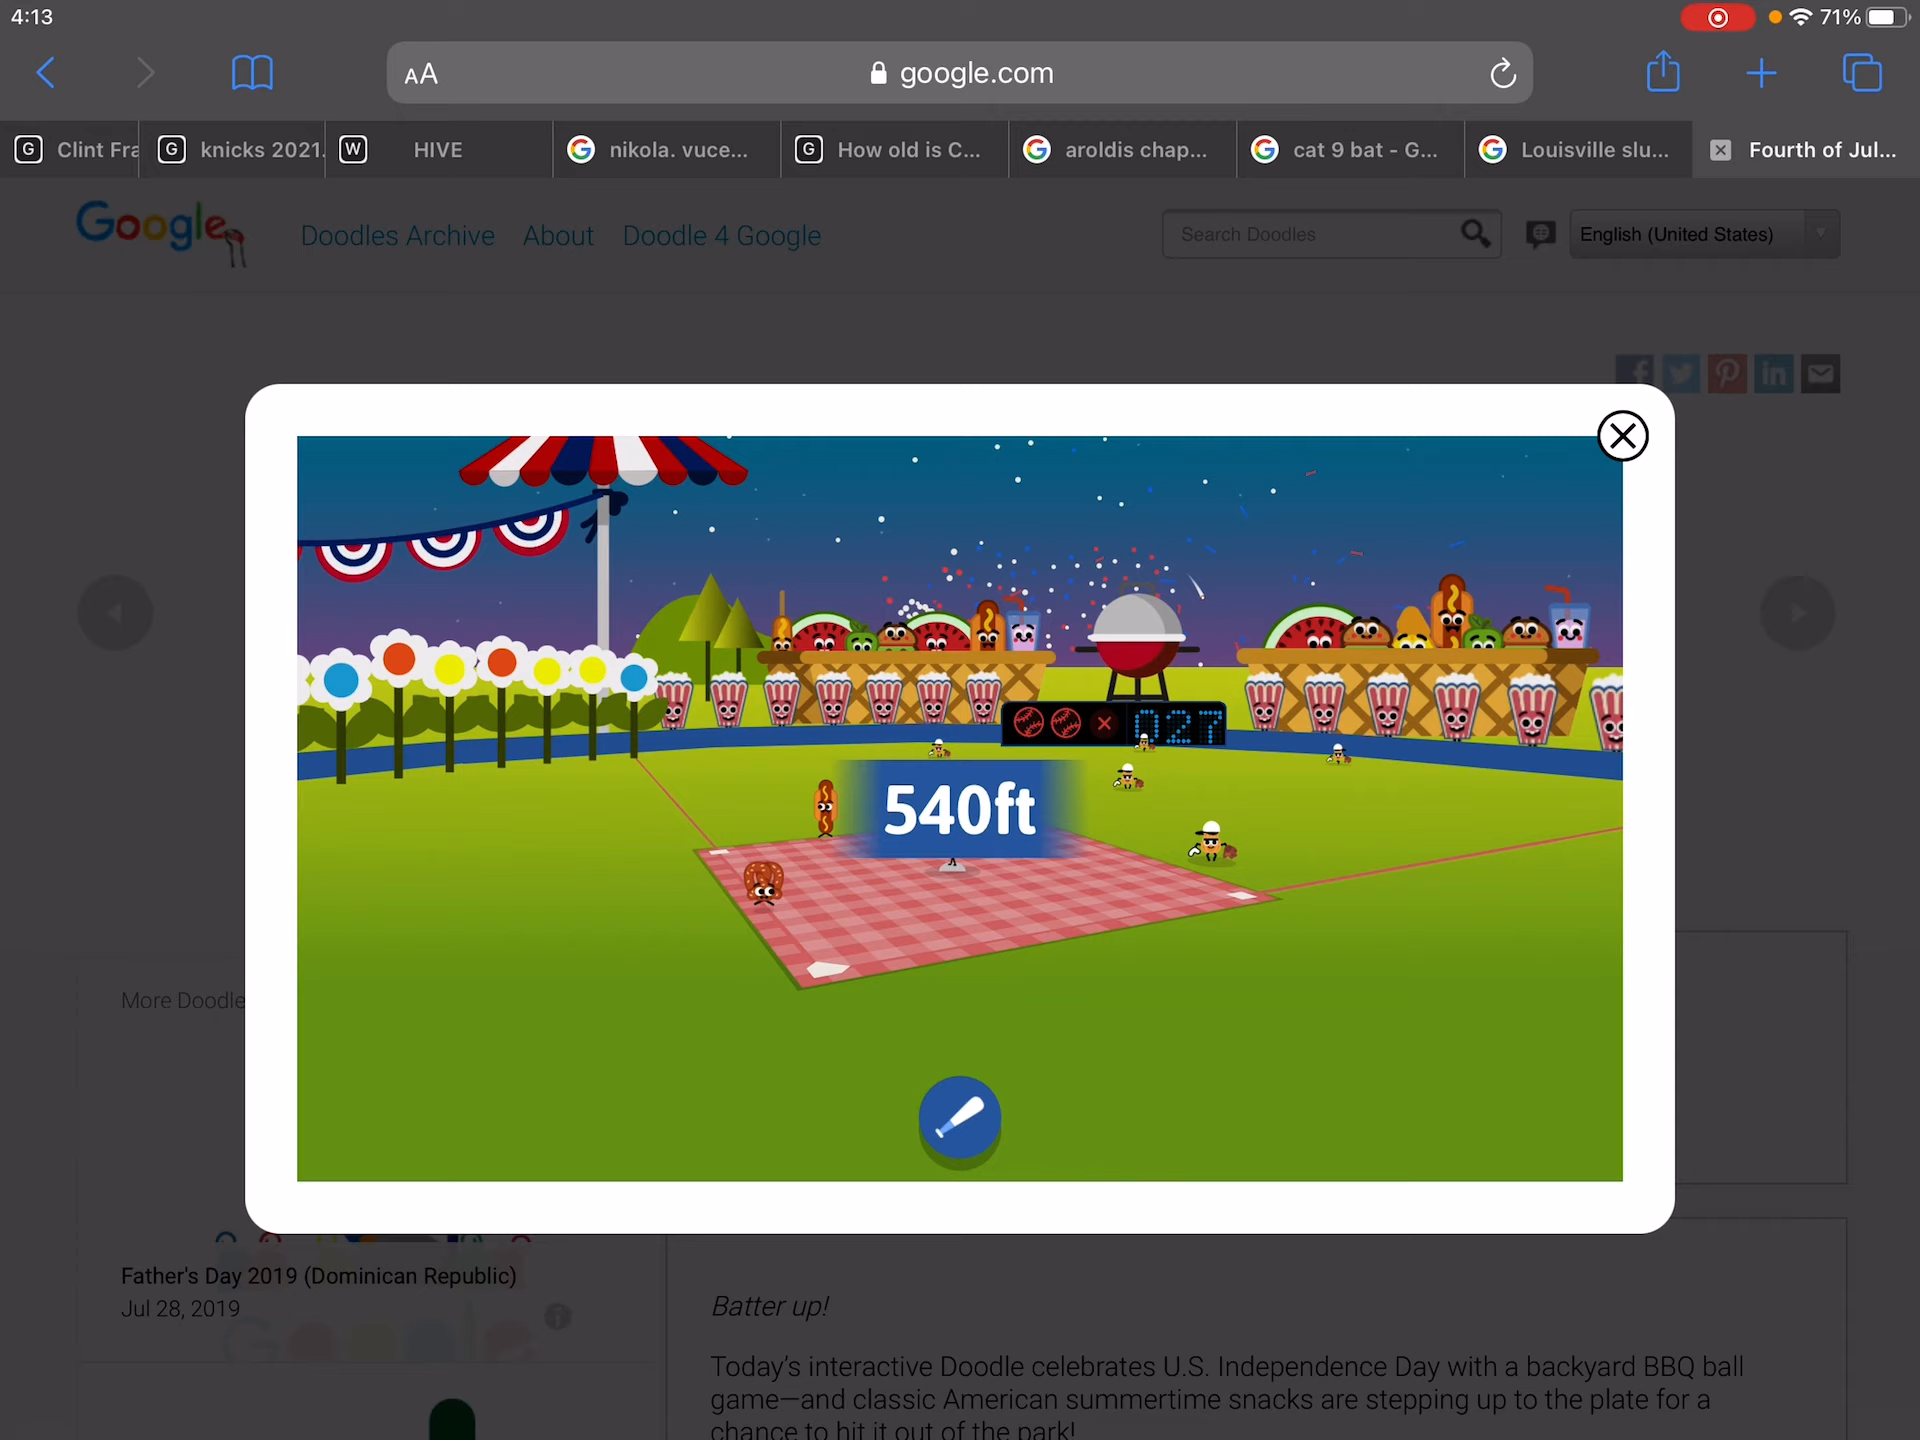 4:13
71%
AA
google.com
G Clint Fra
G knicks 2021.
W HIVE
G nikola. vuce...
G How old is C...
G aroldis chap...
G cat 9 bat - G...
G Louisville slu...
Fourth of Jul...
Google
Doodles Archive
About
Doodle 4 Google
Search Doodles
English (United States)
027
540ft
More Doodle
Father's Day 2019 (Dominican Republic)
Jul 28, 2019
Batter up!
Today's interactive Doodle celebrates U.S. Independence Day with a backyard BBQ ball
game—and classic American summertime snacks are stepping up to the plate for a
chance to hit it out of the park!